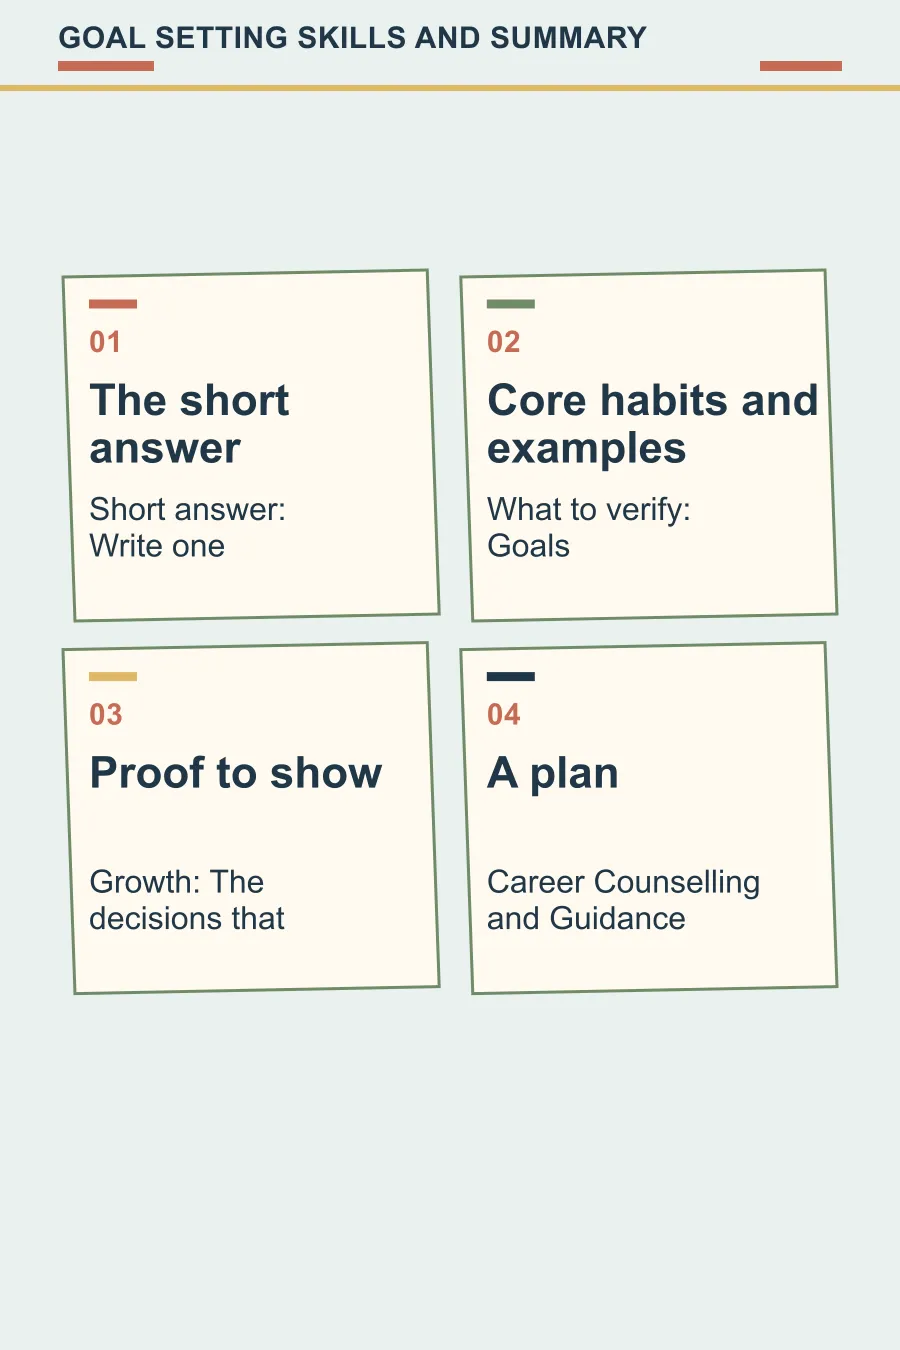 GOAL SETTING SKILLS AND SUMMARY
01
The short
answer
Short answer:
Write one
02
Core habits and
examples
What to verify:
Goals
03
Proof to show
Growth: The
decisions that
04
A plan
Career Counselling
and Guidance